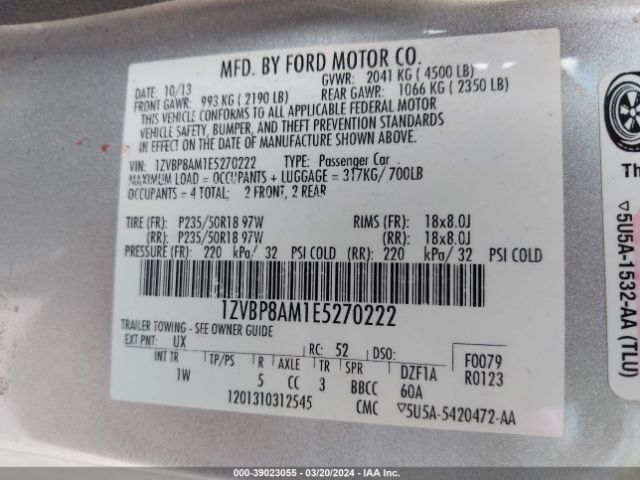 MFD. BY FORD MOTOR CO.
DATE: 10/13 GVWR: 2041 KG ( 4500 LB)
FRONT GAWR: 993 KG ( 2190 LB) REAR GAWR: 1066 KG ( 2350 LB)
THIS VEHICLE CONFORMS TO ALL APPLICABLE FEDERAL MOTOR
VEHICLE SAFETY, BUMPER, AND THEFT PREVENTION STANDARDS
IN EFFECT ON THE DATE OF MANUFACTURE SHOWN ABOVE.
VIN: 1ZVBP8AM1E5270222 TYPE: Passenger Car
MAXIMUM LOAD = OCCUPANTS + LUGGAGE = 317KG/ 700LB
OCCUPANTS = 4 TOTAL; 2 FRONT, 2 REAR
TIRE (FR): P235/50R18 97W RIMS (FR): 18x8.0J
(RR): P235/50R18 97W (RR): 18x8.0J
PRESSURE (FR): 220 kPa/ 32 PSI COLD (RR): 220 kPa/ 32 PSI COLD
1ZVBP8AM1E5270222
TRAILER TOWING - SEE OWNER GUIDE
EXT PNT: UX RC: 52 DSO: F0079
INT TR TP/PS R AXLE TR SPR DZF1A R0123
1W 5 CC 3 BBCC 60A
1201310312545 CMC ▽5U5A-5420472-AA
Th
▽5U5A-1532-AA (TLU)
000-39023055 — 03/20/2024 — IAA Inc.